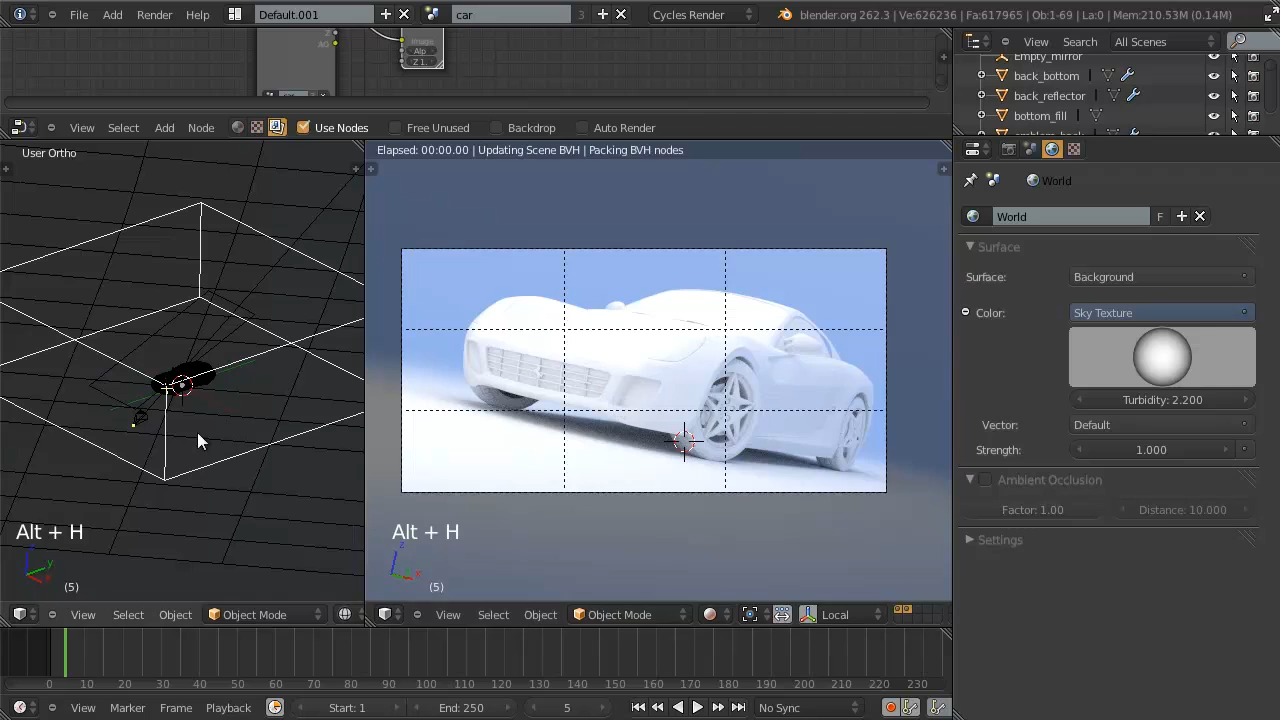 File Add Render Help Default.001 car 3 Cycles Render blender.org 262.3 | Ve:626236 | Fa:617965 | Ob:1-69 | La:0 | Mem:210.53M (0.14M)
Z
AO
Image
Alp
Z 1.
View Search All Scenes
Empty_mirror
back_bottom
back_reflector
bottom_fill
View Select Add Node Use Nodes Free Unused Backdrop Auto Render
User Ortho
Elapsed: 00:00.00 | Updating Scene BVH | Packing BVH nodes
World
World F
Surface
Surface: Background
Color: Sky Texture
Turbidity: 2.200
Vector: Default
Strength: 1.000
Ambient Occlusion
Factor: 1.00 Distance: 10.000
Settings
Alt + H
Alt + H
z
y
x
(5)
z
x
(5)
View Select Object Object Mode
View Select Object Object Mode Local
0 10 20 30 40 50 60 70 80 90 100 110 120 130 140 150 160 170 180 190 200 210 220 230
View Marker Frame Playback Start: 1 End: 250 5 No Sync